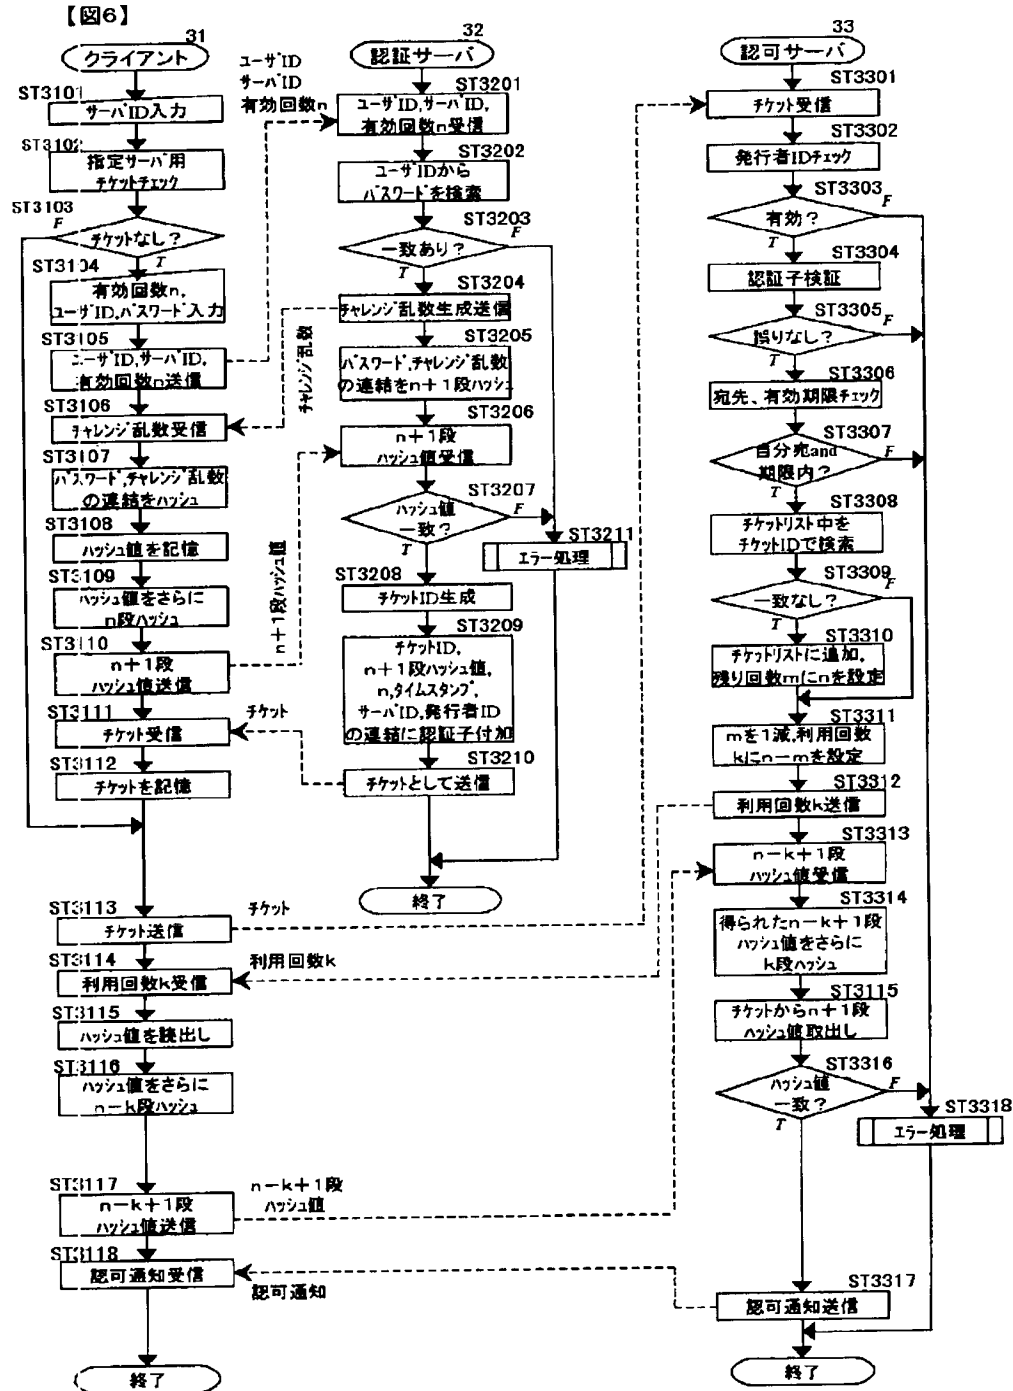 【図6】
31
クライアント
ST3101
サーバID入力
ST3102
指定サーバ用
チケットチェック
ST3103
F
チケットなし？
T
ST3104
有効回数n,
ユーザID,パスワード入力
ST3105
ユーザID,サーバID,
有効回数n送信
ST3106
チャレンジ乱数受信
ST3107
パスワード,チャレンジ乱数
の連結をハッシュ
ST3108
ハッシュ値を記憶
ST3109
ハッシュ値をさらに
n段ハッシュ
ST3110
n＋1段
ハッシュ値送信
ST3111
チケット受信
ST3112
チケットを記憶
ST3113
チケット送信
ST3114
利用回数k受信
ST3115
ハッシュ値を読出し
ST3116
ハッシュ値をさらに
n－k段ハッシュ
ST3117
n－k＋1段
ハッシュ値送信
ST3118
認可通知受信
終了
ユーザID
サーバID
有効回数n
チャレンジ乱数
n＋1段ハッシュ値
チケット
チケット
利用回数k
n－k＋1段
ハッシュ値
認可通知
32
認証サーバ
ST3201
ユーザID,サーバID,
有効回数n受信
ST3202
ユーザIDから
パスワードを検索
ST3203
一致あり？
F
T
ST3204
チャレンジ乱数生成送信
ST3205
パスワード,チャレンジ乱数
の連結をn＋1段ハッシュ
ST3206
n＋1段
ハッシュ値受信
ST3207
ハッシュ値
一致？
F
T
ST3211
エラー処理
ST3208
チケットID生成
ST3209
チケットID,
n＋1段ハッシュ値,
n,タイムスタンプ,
サーバID,発行者ID
の連結に認証子付加
ST3210
チケットとして送信
終了
33
認可サーバ
ST3301
チケット受信
ST3302
発行者IDチェック
ST3303
有効？
F
T
ST3304
認証子検証
ST3305
誤りなし？
F
T
ST3306
宛先、有効期限チェック
ST3307
自分宛and
期限内？
F
T
ST3308
チケットリスト中を
チケットIDで検索
ST3309
一致なし？
F
T
ST3310
チケットリストに追加,
残り回数mにnを設定
ST3311
mを1減,利用回数
kにn－mを設定
ST3312
利用回数k送信
ST3313
n－k＋1段
ハッシュ値受信
ST3314
得られたn－k＋1段
ハッシュ値をさらに
k段ハッシュ
ST3115
チケットからn＋1段
ハッシュ値取出し
ST3316
ハッシュ値
一致？
F
T
ST3318
エラー処理
ST3317
認可通知送信
終了